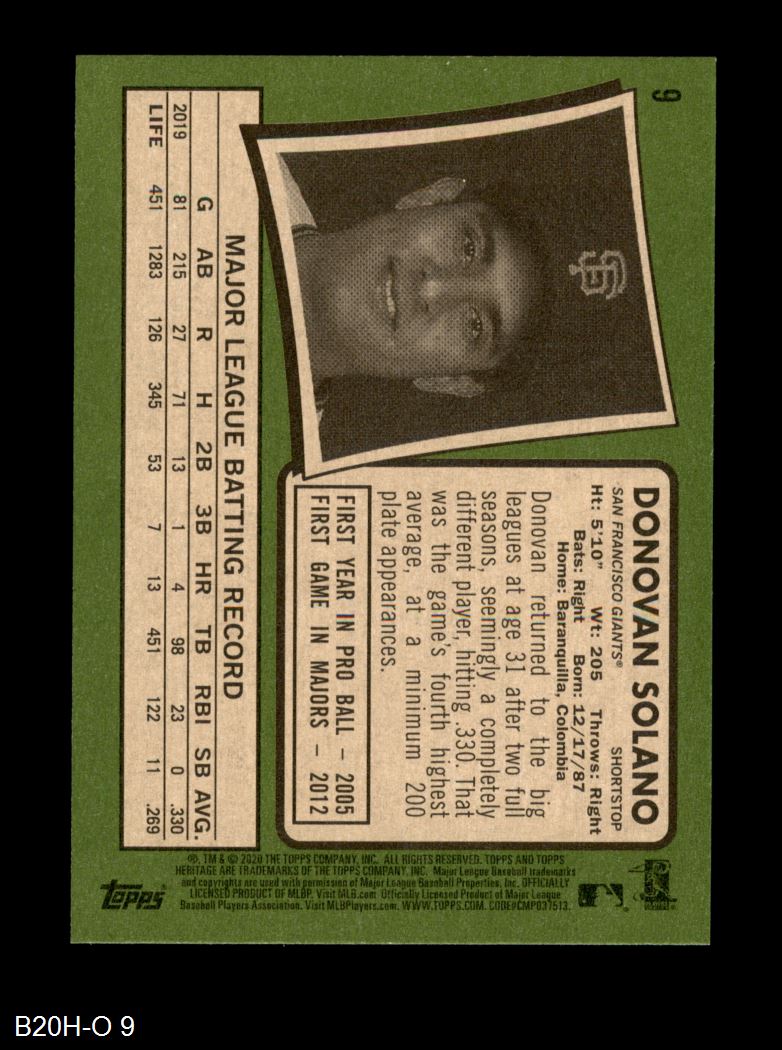 9
SF
DONOVAN SOLANO
SAN FRANCISCO GIANTS® SHORTSTOP
Ht: 5'10" Wt: 205 Throws: Right
Bats: Right Born: 12/17/87
Home: Baranquilla, Colombia
Donovan returned to the big
leagues at age 31 after two full
seasons, seemingly a completely
different player, hitting .330. That
was the game's fourth highest
average, at a minimum 200
plate appearances.
FIRST YEAR IN PRO BALL – 2005
FIRST GAME IN MAJORS – 2012
MAJOR LEAGUE BATTING RECORD
G AB R H 2B 3B HR TB RBI SB AVG.
2019 81 215 27 71 13 1 4 98 23 0 .330
LIFE 451 1283 126 345 53 7 13 451 122 11 .269
®, TM & © 2020 THE TOPPS COMPANY, INC. ALL RIGHTS RESERVED. TOPPS AND TOPPS
HERITAGE ARE TRADEMARKS OF THE TOPPS COMPANY, INC. Major League Baseball trademarks
and copyrights are used with permission of Major League Baseball Properties, Inc. OFFICIALLY
LICENSED PRODUCT OF MLBP. Visit MLB.com. Officially Licensed Product of Major League
Baseball Players Association. Visit MLBPlayers.com. WWW.TOPPS.COM. CODE#CMP037513.
Topps
B20H-O 9